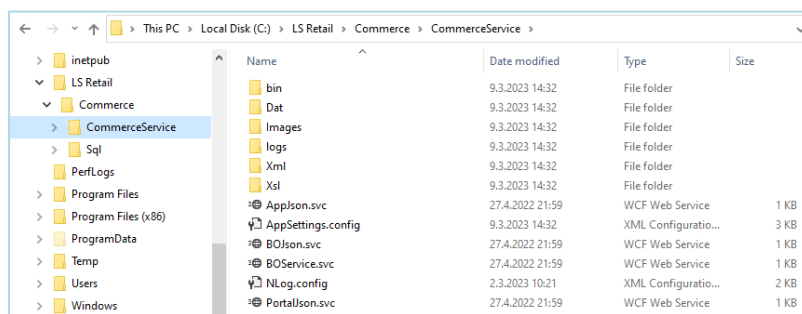 This PC > Local Disk (C:) > LS Retail > Commerce > CommerceService >
inetpub
LS Retail
Commerce
CommerceService
Sql
PerfLogs
Program Files
Program Files (x86)
ProgramData
Temp
Users
Windows
Name Date modified Type Size
bin 9.3.2023 14:32 File folder
Dat 9.3.2023 14:32 File folder
Images 9.3.2023 14:32 File folder
logs 9.3.2023 14:32 File folder
Xml 9.3.2023 14:32 File folder
Xsl 9.3.2023 14:32 File folder
AppJson.svc 27.4.2022 21:59 WCF Web Service 1 KB
AppSettings.config 9.3.2023 14:32 XML Configuratio... 3 KB
BOJson.svc 27.4.2022 21:59 WCF Web Service 1 KB
BOService.svc 27.4.2022 21:59 WCF Web Service 1 KB
NLog.config 2.3.2023 10:21 XML Configuratio... 2 KB
PortalJson.svc 27.4.2022 21:59 WCF Web Service 1 KB